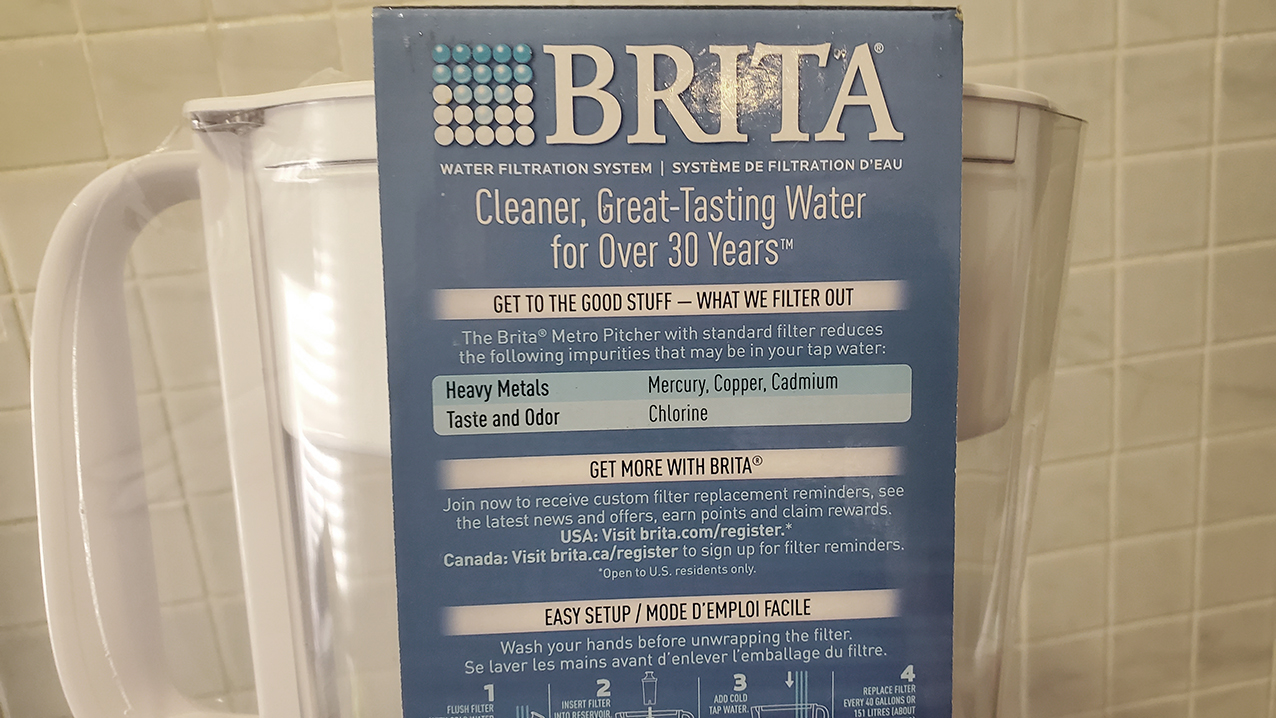 BRITA®
WATER FILTRATION SYSTEM | SYSTÈME DE FILTRATION D'EAU
Cleaner, Great-Tasting Water
for Over 30 Years™
GET TO THE GOOD STUFF — WHAT WE FILTER OUT
The Brita® Metro Pitcher with standard filter reduces
the following impurities that may be in your tap water:
Heavy Metals Mercury, Copper, Cadmium
Taste and Odor Chlorine
GET MORE WITH BRITA®
Join now to receive custom filter replacement reminders, see
the latest news and offers, earn points and claim rewards.
USA: Visit brita.com/register.*
Canada: Visit brita.ca/register to sign up for filter reminders.
*Open to U.S. residents only.
EASY SETUP / MODE D'EMPLOI FACILE
Wash your hands before unwrapping the filter.
Se laver les mains avant d'enlever l'emballage du filtre.
1
FLUSH FILTER
2
INSERT FILTER
INTO RESERVOIR.
3
ADD COLD
TAP WATER.
4
REPLACE FILTER
EVERY 40 GALLONS OR
151 LITRES (ABOUT